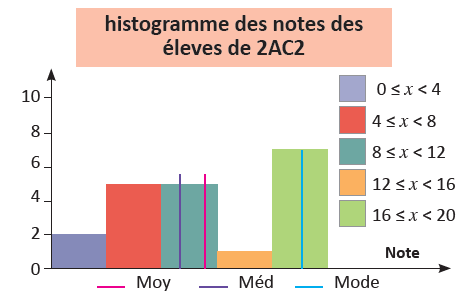 histogramme des notes des
éleves de 2AC2
10
8
6
4
2
0
0 ≤ x < 4
4 ≤ x < 8
8 ≤ x < 12
12 ≤ x < 16
16 ≤ x < 20
Note
Moy Méd Mode